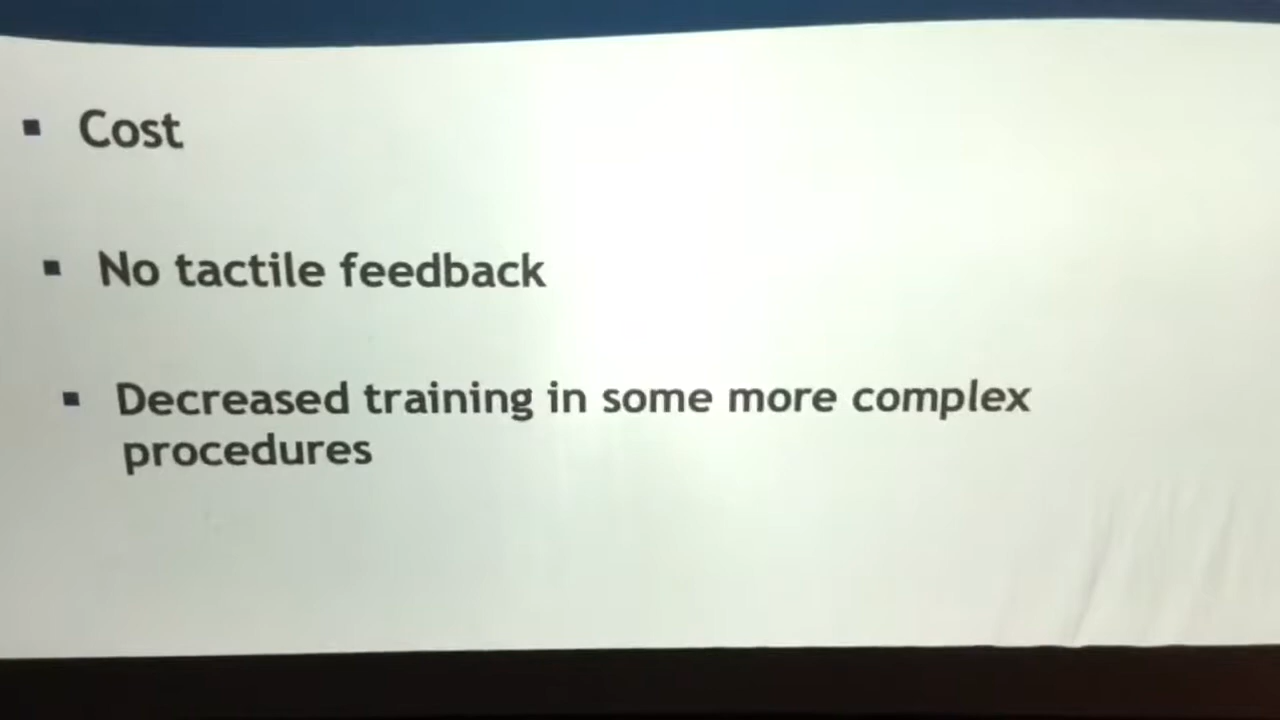 ▪ Cost
▪ No tactile feedback
▪ Decreased training in some more complex
procedures